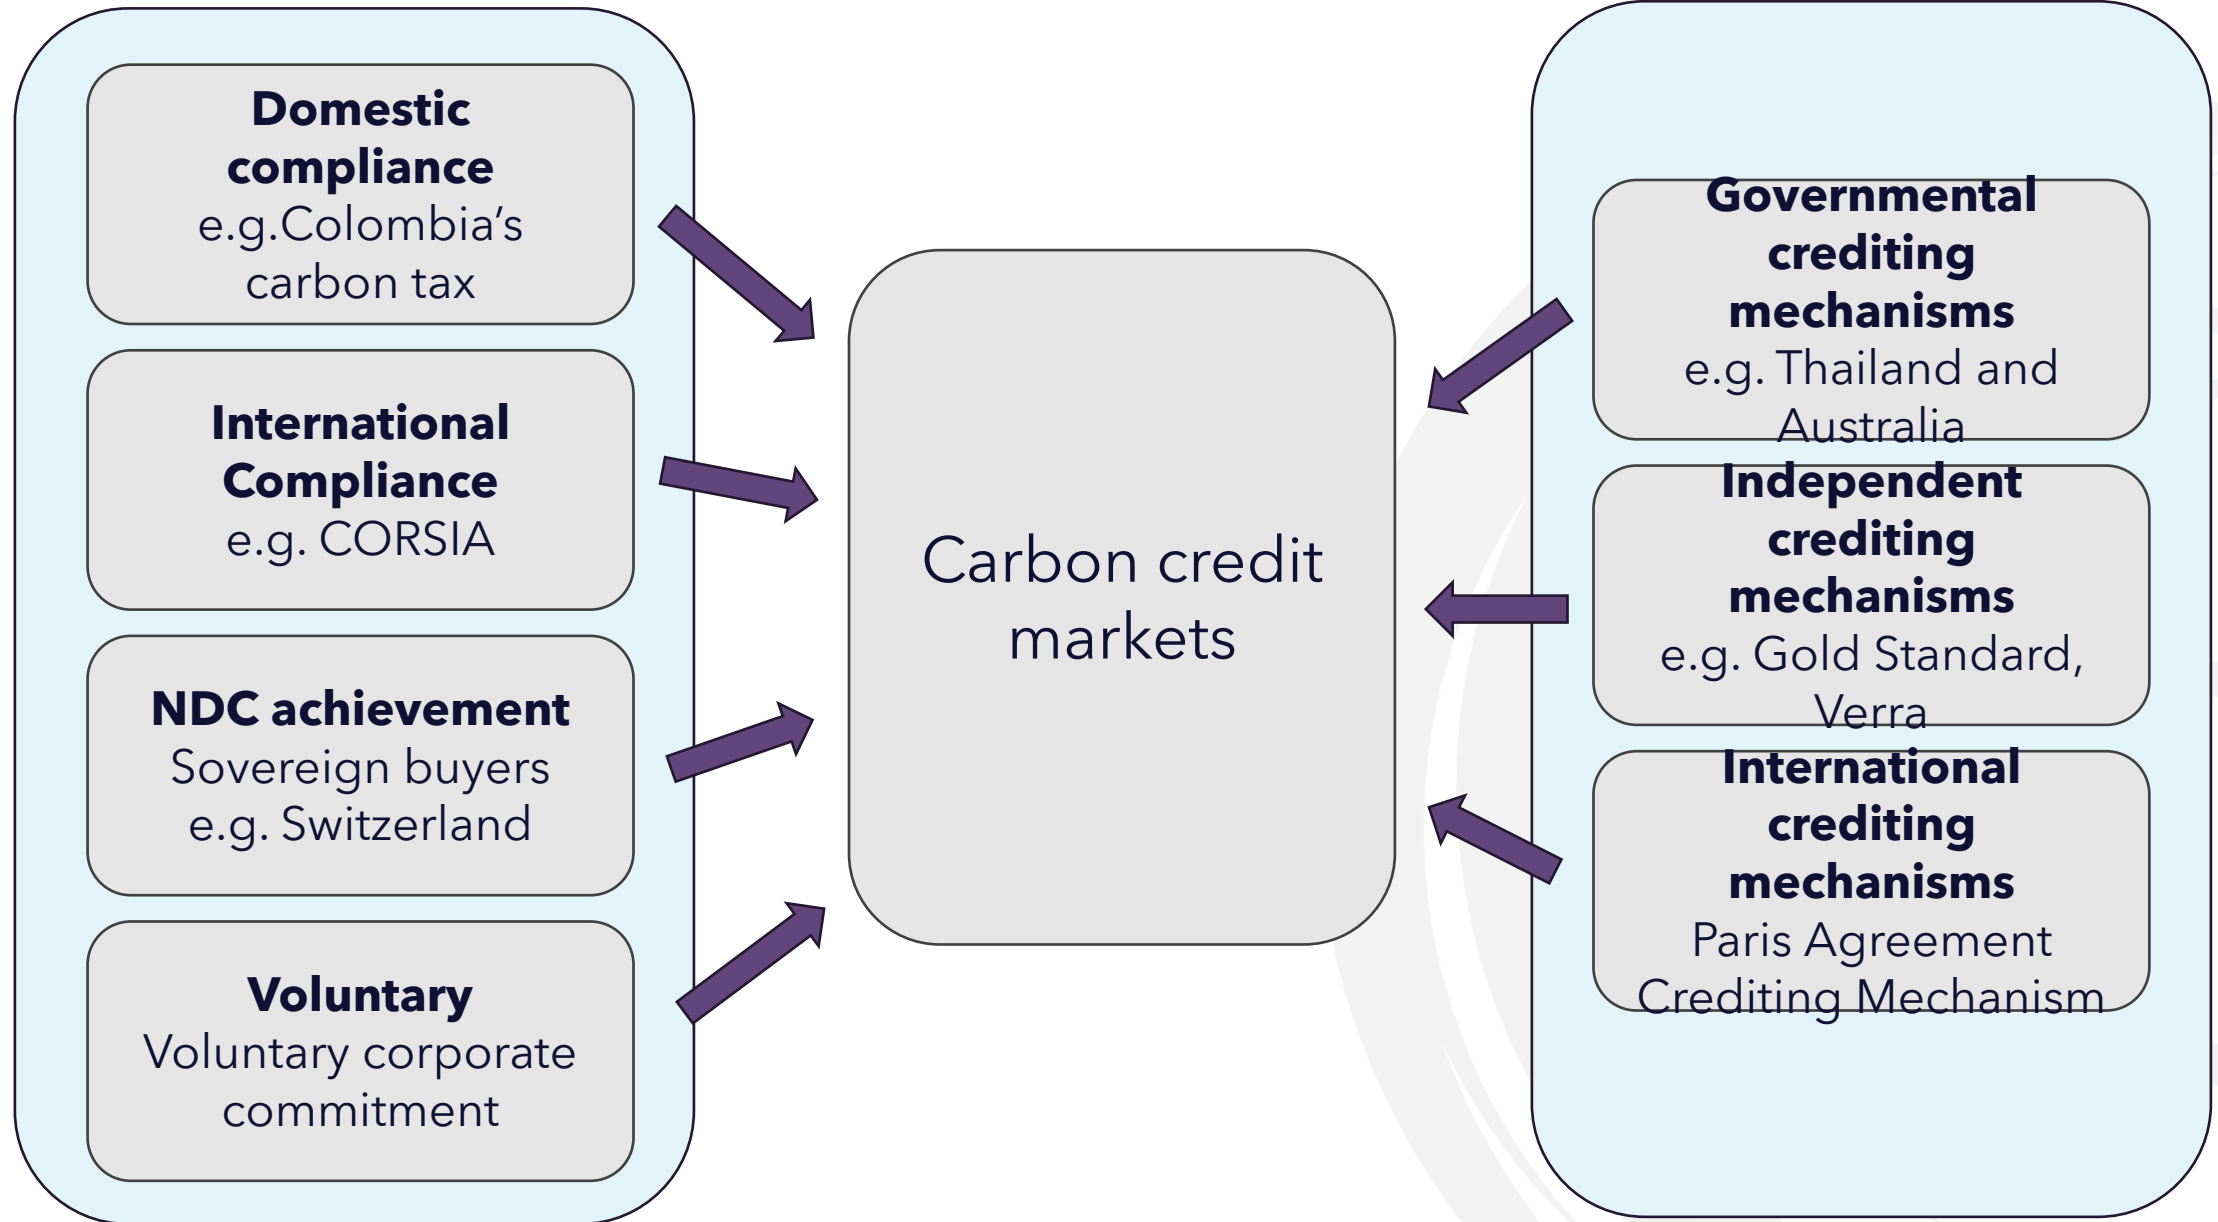 Domestic
compliance
e.g.Colombia’s
carbon tax
International
Compliance
e.g. CORSIA
NDC achievement
Sovereign buyers
e.g. Switzerland
Voluntary
Voluntary corporate
commitment
Carbon credit
markets
Governmental
crediting
mechanisms
e.g. Thailand and
Australia
Independent
crediting
mechanisms
e.g. Gold Standard,
Verra
International
crediting
mechanisms
Paris Agreement
Crediting Mechanism